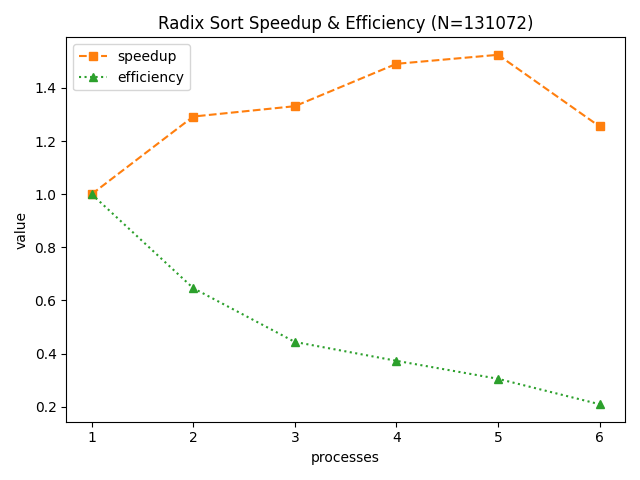 Radix Sort Speedup & Efficiency (N=131072)
speedup
efficiency
value
1.4
1.2
1.0
0.8
0.6
0.4
0.2
1 2 3 4 5 6
processes